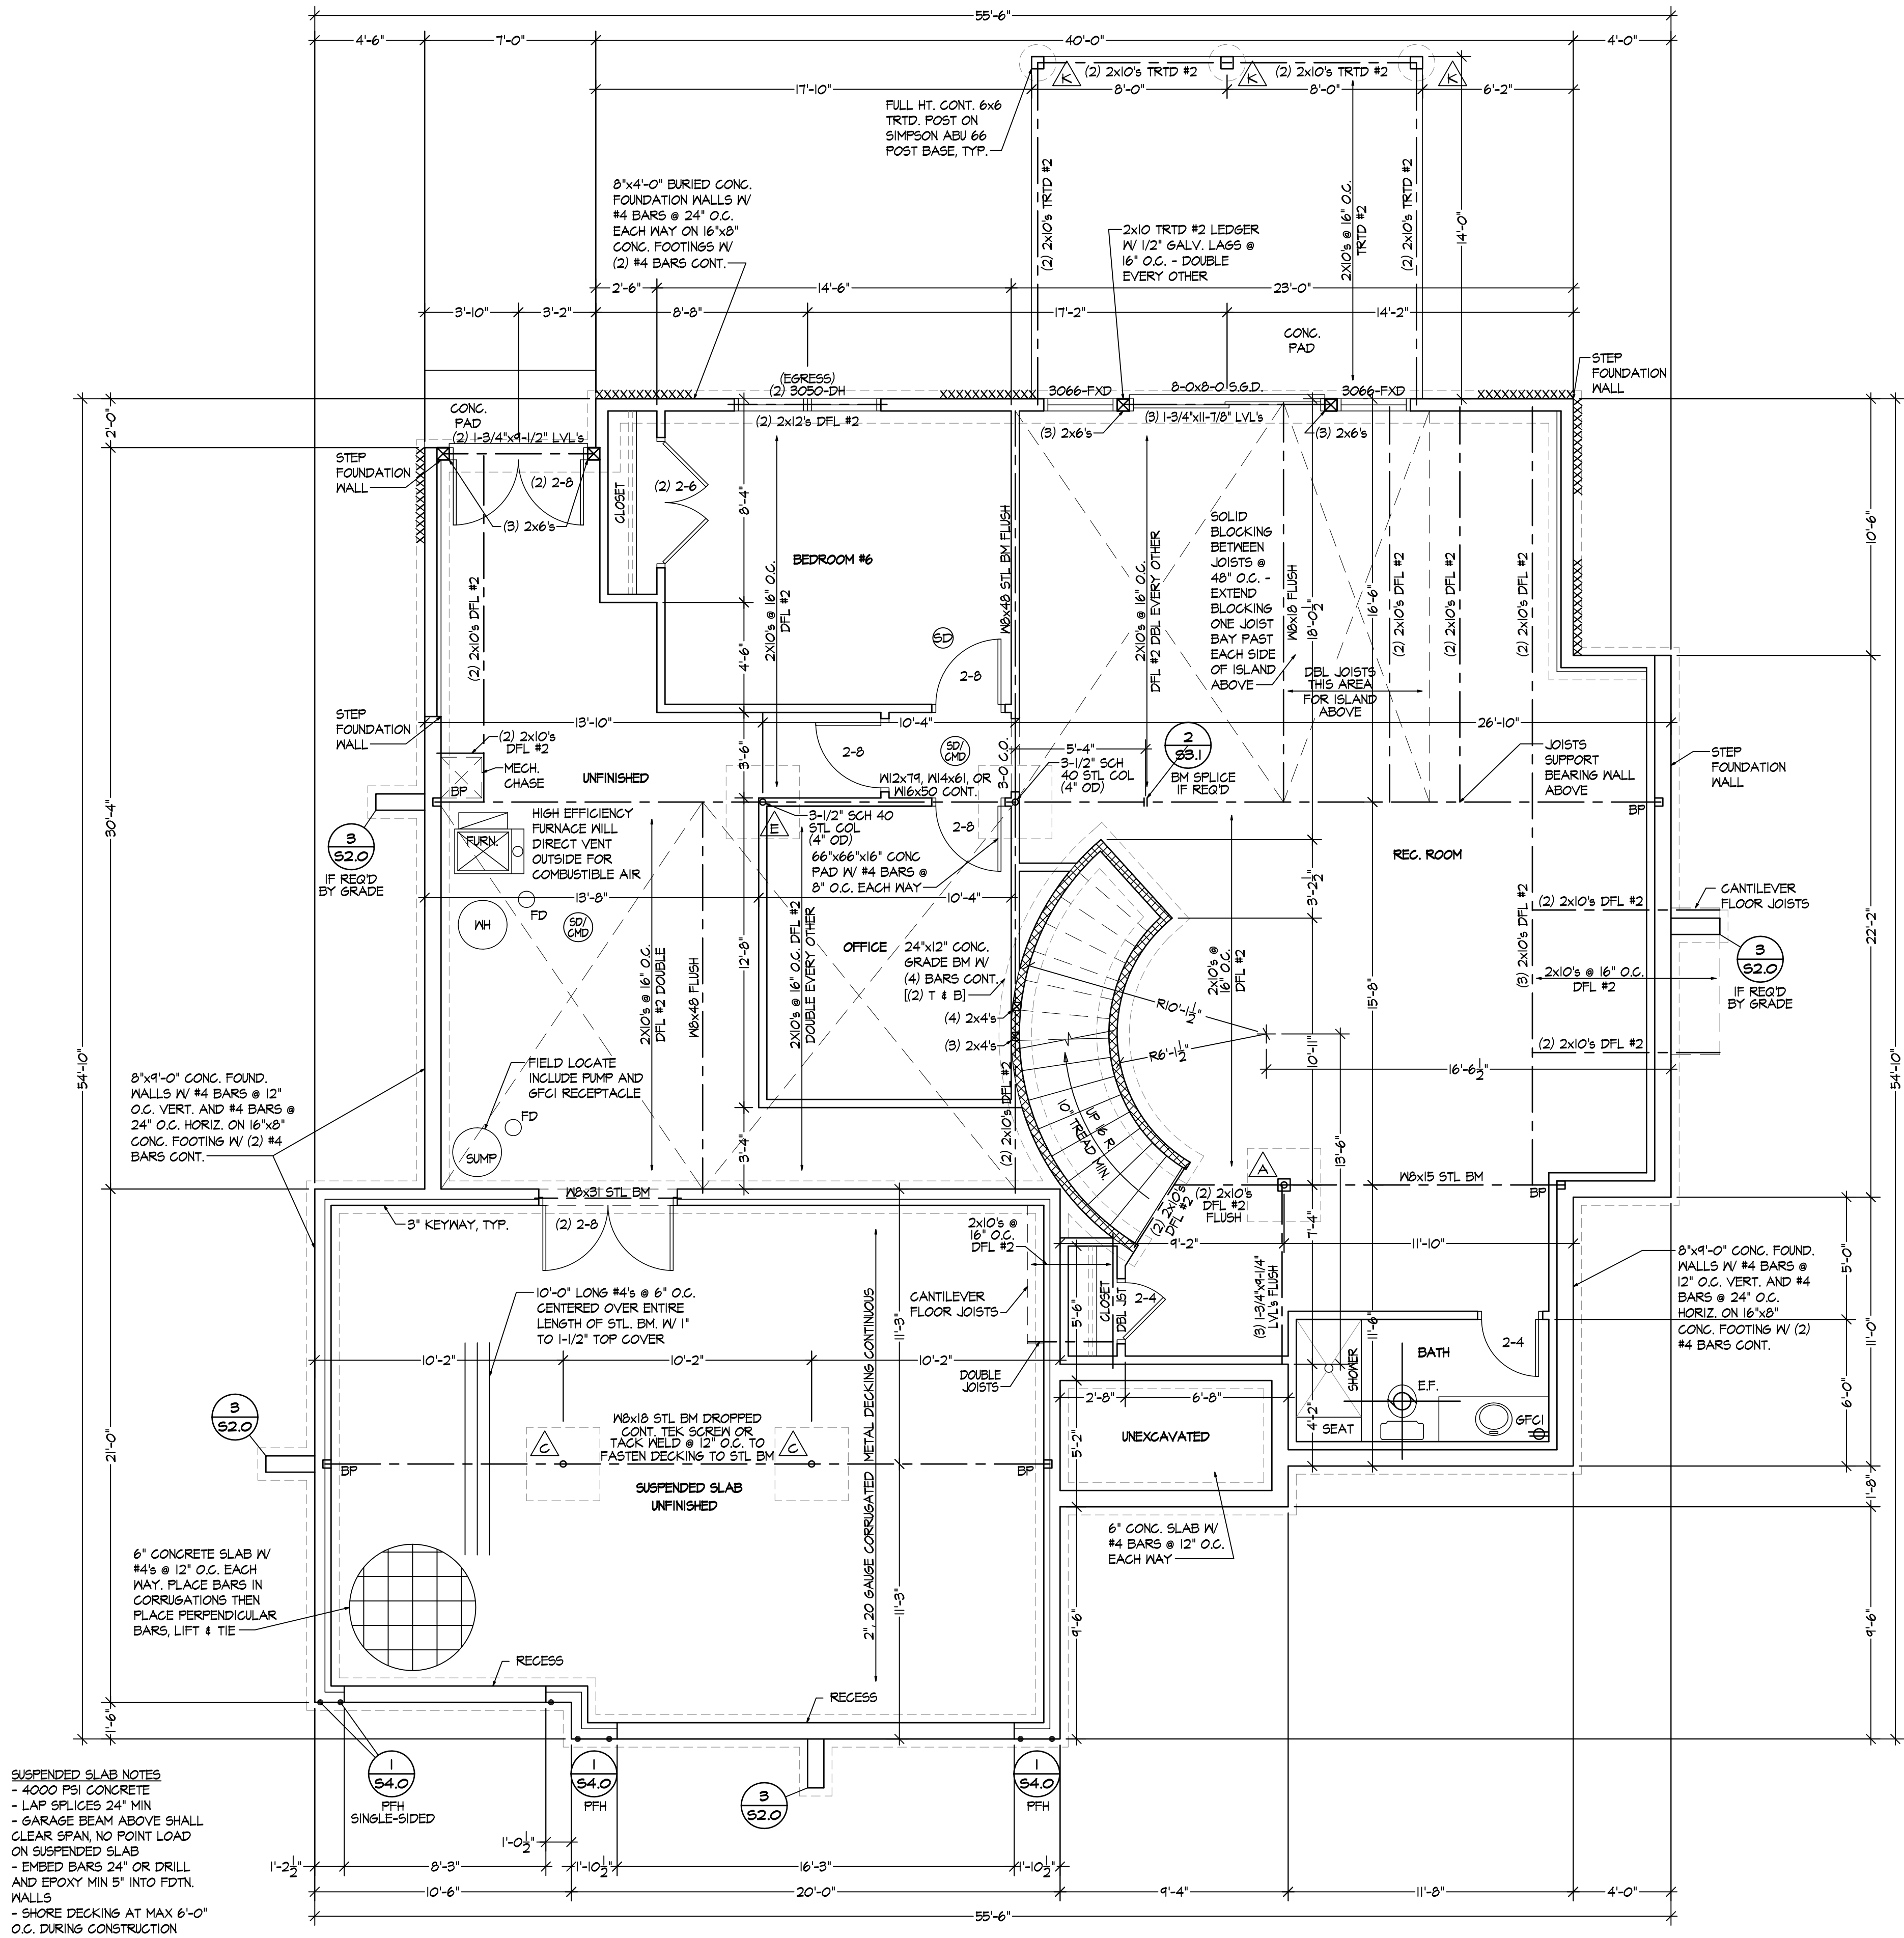 55'-6"
4'-6"
7'-0"
40'-0"
4'-0"
(2) 2x10's TRTD #2
(2) 2x10's TRTD #2
K
K
K
17'-10"
8'-0"
8'-0"
6'-2"
FULL HT. CONT. 6x6
TRTD. POST ON
SIMPSON ABU 66
POST BASE, TYP.
(2) 2x10's TRTD #2
2x10's @ 16" O.C.
TRTD #2
(2) 2x10's TRTD #2
14'-0"
8"x4'-0" BURIED CONC.
FOUNDATION WALLS W/
#4 BARS @ 24" O.C.
EACH WAY ON 16"x8"
CONC. FOOTINGS W/
(2) #4 BARS CONT.
2x10 TRTD #2 LEDGER
W/ 1/2" GALV. LAGS @
16" O.C. - DOUBLE
EVERY OTHER
2'-6"
14'-6"
23'-0"
3'-10"
3'-2"
8'-8"
17'-2"
14'-2"
CONC.
PAD
STEP
FOUNDATION
WALL
(EGRESS)
(2) 3050-DH
3066-FXD
8-0x8-0 S.G.D.
3066-FXD
(2) 2x12's DFL #2
(3) 1-3/4"x11-7/8" LVL's
(3) 2x6's
(3) 2x6's
CONC.
PAD
(2) 1-3/4"x9-1/2" LVL's
2'-0"
STEP
FOUNDATION
WALL
(2) 2-8
(3) 2x6's
CLOSET
(2) 2-6
8'-4"
BEDROOM #6
2x10's @ 16" O.C.
DFL #2
W8x48 STL BM FLUSH
2x10's @ 16" O.C.
DFL #2 DBL EVERY OTHER
SOLID
BLOCKING
BETWEEN
JOISTS @
48" O.C. -
EXTEND
BLOCKING
ONE JOIST
BAY PAST
EACH SIDE
OF ISLAND
ABOVE
W8x18 FLUSH
18'-0 1/2"
16'-6"
(2) 2x10's DFL #2
(2) 2x10's DFL #2
(2) 2x10's DFL #2
10'-6"
(2) 2x10's DFL #2
SD
4'-6"
2-8
DBL JOISTS
THIS AREA
FOR ISLAND
ABOVE
STEP
FOUNDATION
WALL
13'-10"
10'-4"
26'-10"
(2) 2x10's
DFL #2
MECH.
CHASE
BP
UNFINISHED
3'-6"
2-8
SD/
CMD
3-0 C.O.
5'-4"
2
S3.1
BM SPLICE
IF REQ'D
3-1/2" SCH
40 STL COL
(4" OD)
W12x79, W14x61, OR
W16x50 CONT.
JOISTS
SUPPORT
BEARING WALL
ABOVE
STEP
FOUNDATION
WALL
BP
HIGH EFFICIENCY
FURNACE WILL
DIRECT VENT
OUTSIDE FOR
COMBUSTIBLE AIR
FURN.
3
S2.0
IF REQ'D
BY GRADE
30'-4"
E
3-1/2" SCH 40
STL COL
(4" OD)
2-8
66"x66"x16" CONC
PAD W/ #4 BARS @
8" O.C. EACH WAY
REC. ROOM
13'-8"
10'-4"
3'-2 1/2"
WH
FD
SD/
CMD
OFFICE
24"x12" CONC.
GRADE BM W/
(4) BARS CONT.
[(2) T & B]
(4) 2x4's
(3) 2x4's
12'-8"
2x10's @ 16" O.C.
DFL #2 DOUBLE
W8x48 FLUSH
2x10's @ 16" O.C. DFL #2
DOUBLE EVERY OTHER
R10'-1 1/2"
R6'-1 1/2"
2x10's @
16" O.C.
DFL #2
15'-8"
10'-11"
(3) 2x10's DFL #2
(2) 2x10's DFL #2
2x10's @ 16" O.C.
DFL #2
(2) 2x10's DFL #2
CANTILEVER
FLOOR JOISTS
3
S2.0
IF REQ'D
BY GRADE
22'-2"
54'-10"
54'-10"
16'-6 1/2"
FIELD LOCATE
INCLUDE PUMP AND
GFCI RECEPTACLE
FD
SUMP
(2) 2x10's DFL #2
UP 16 R.
10" TREAD MIN.
13'-6"
3'-4"
8"x9'-0" CONC. FOUND.
WALLS W/ #4 BARS @ 12"
O.C. VERT. AND #4 BARS @
24" O.C. HORIZ. ON 16"x8"
CONC. FOOTING W/ (2) #4
BARS CONT.
W8x31 STL BM
A
W8x15 STL BM
BP
(2) 2x10's
DFL #2
(2) 2x10's
DFL #2
FLUSH
3" KEYWAY, TYP.
(2) 2-8
2x10's @
16" O.C.
DFL #2
9'-2"
7'-4"
11'-10"
5'-0"
8"x9'-0" CONC. FOUND.
WALLS W/ #4 BARS @
12" O.C. VERT. AND #4
BARS @ 24" O.C.
HORIZ. ON 16"x8"
CONC. FOOTING W/ (2)
#4 BARS CONT.
10'-0" LONG #4's @ 6" O.C.
CENTERED OVER ENTIRE
LENGTH OF STL. BM. W/ 1"
TO 1-1/2" TOP COVER
CANTILEVER
FLOOR JOISTS
5'-6"
CLOSET
DBL JST
2-4
(3) 1-3/4"x9-1/4"
LVL's FLUSH
11'-6"
11'-3"
11'-0"
2-4
BATH
SHOWER
E.F.
SEAT
GFCI
6'-0"
10'-2"
10'-2"
10'-2"
DOUBLE
JOISTS
2'-8"
6'-8"
4'-2"
2", 20 GAUGE CORRUGATED METAL DECKING CONTINUOUS
3
S2.0
21'-0"
W8x18 STL BM DROPPED
CONT. TEK SCREW OR
TACK WELD @ 12" O.C. TO
FASTEN DECKING TO STL BM
C
C
BP
BP
UNEXCAVATED
5'-2"
SUSPENDED SLAB
UNFINISHED
1'-8"
6" CONC. SLAB W/
#4 BARS @ 12" O.C.
EACH WAY
6" CONCRETE SLAB W/
#4's @ 12" O.C. EACH
WAY. PLACE BARS IN
CORRUGATIONS THEN
PLACE PERPENDICULAR
BARS, LIFT & TIE
11'-3"
9'-6"
9'-6"
RECESS
RECESS
1'-6"
1
S4.0
PFH
SINGLE-SIDED
1
S4.0
PFH
3
S2.0
1
S4.0
PFH
SUSPENDED SLAB NOTES
- 4000 PSI CONCRETE
- LAP SPLICES 24" MIN
- GARAGE BEAM ABOVE SHALL
CLEAR SPAN, NO POINT LOAD
ON SUSPENDED SLAB
- EMBED BARS 24" OR DRILL
AND EPOXY MIN 5" INTO FDTN.
WALLS
- SHORE DECKING AT MAX 6'-0"
O.C. DURING CONSTRUCTION
1'-0 1/2"
1'-2 1/2"
8'-3"
1'-10 1/2"
16'-3"
1'-10 1/2"
10'-6"
20'-0"
9'-4"
11'-8"
4'-0"
55'-6"